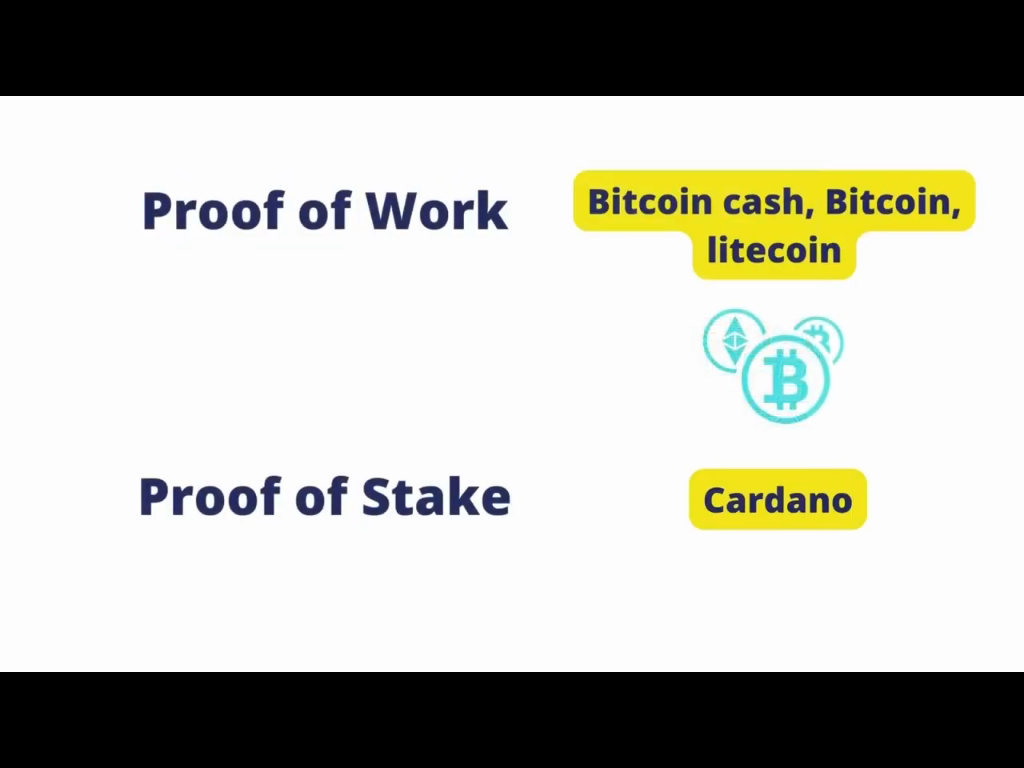 Proof of Work
Bitcoin cash, Bitcoin,
litecoin
Proof of Stake
Cardano